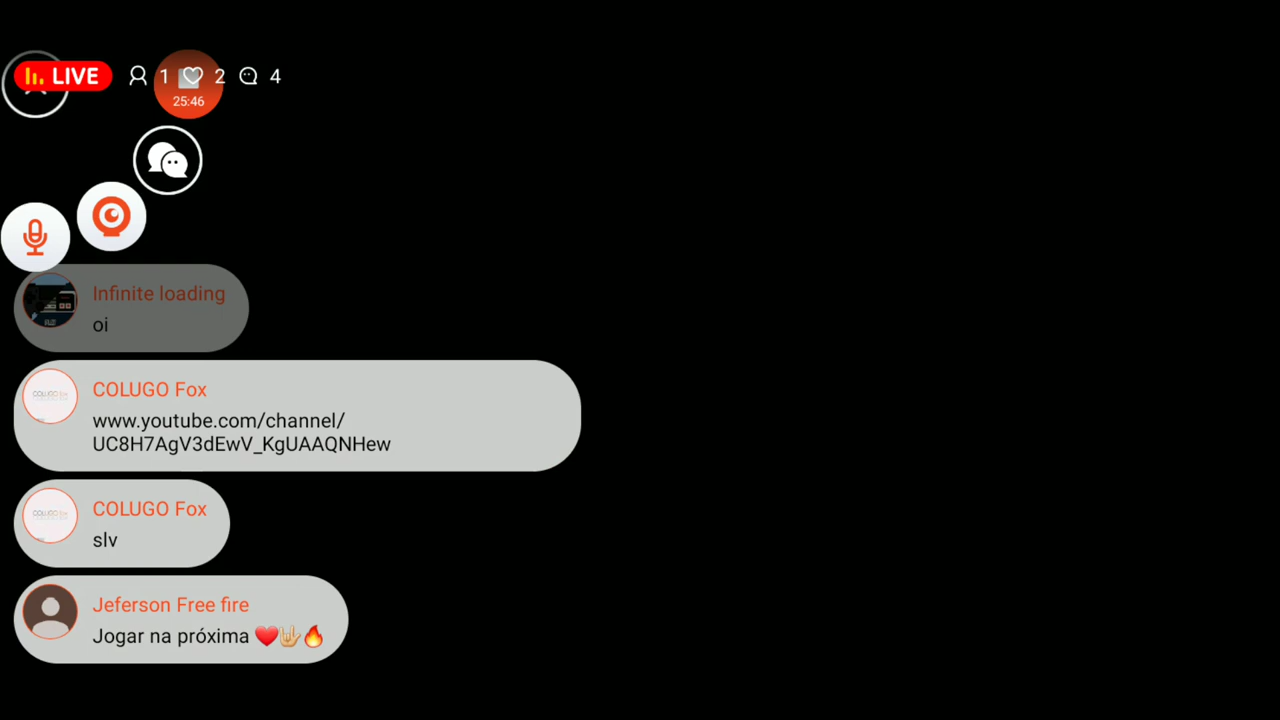 LIVE 1 2 4
25:46
Infinite loading
oi
COLUGO Fox
www.youtube.com/channel/
UC8H7AgV3dEwV_KgUAAQNHew
COLUGO Fox
slv
Jeferson Free fire
Jogar na próxima ❤️🤟🏼🔥